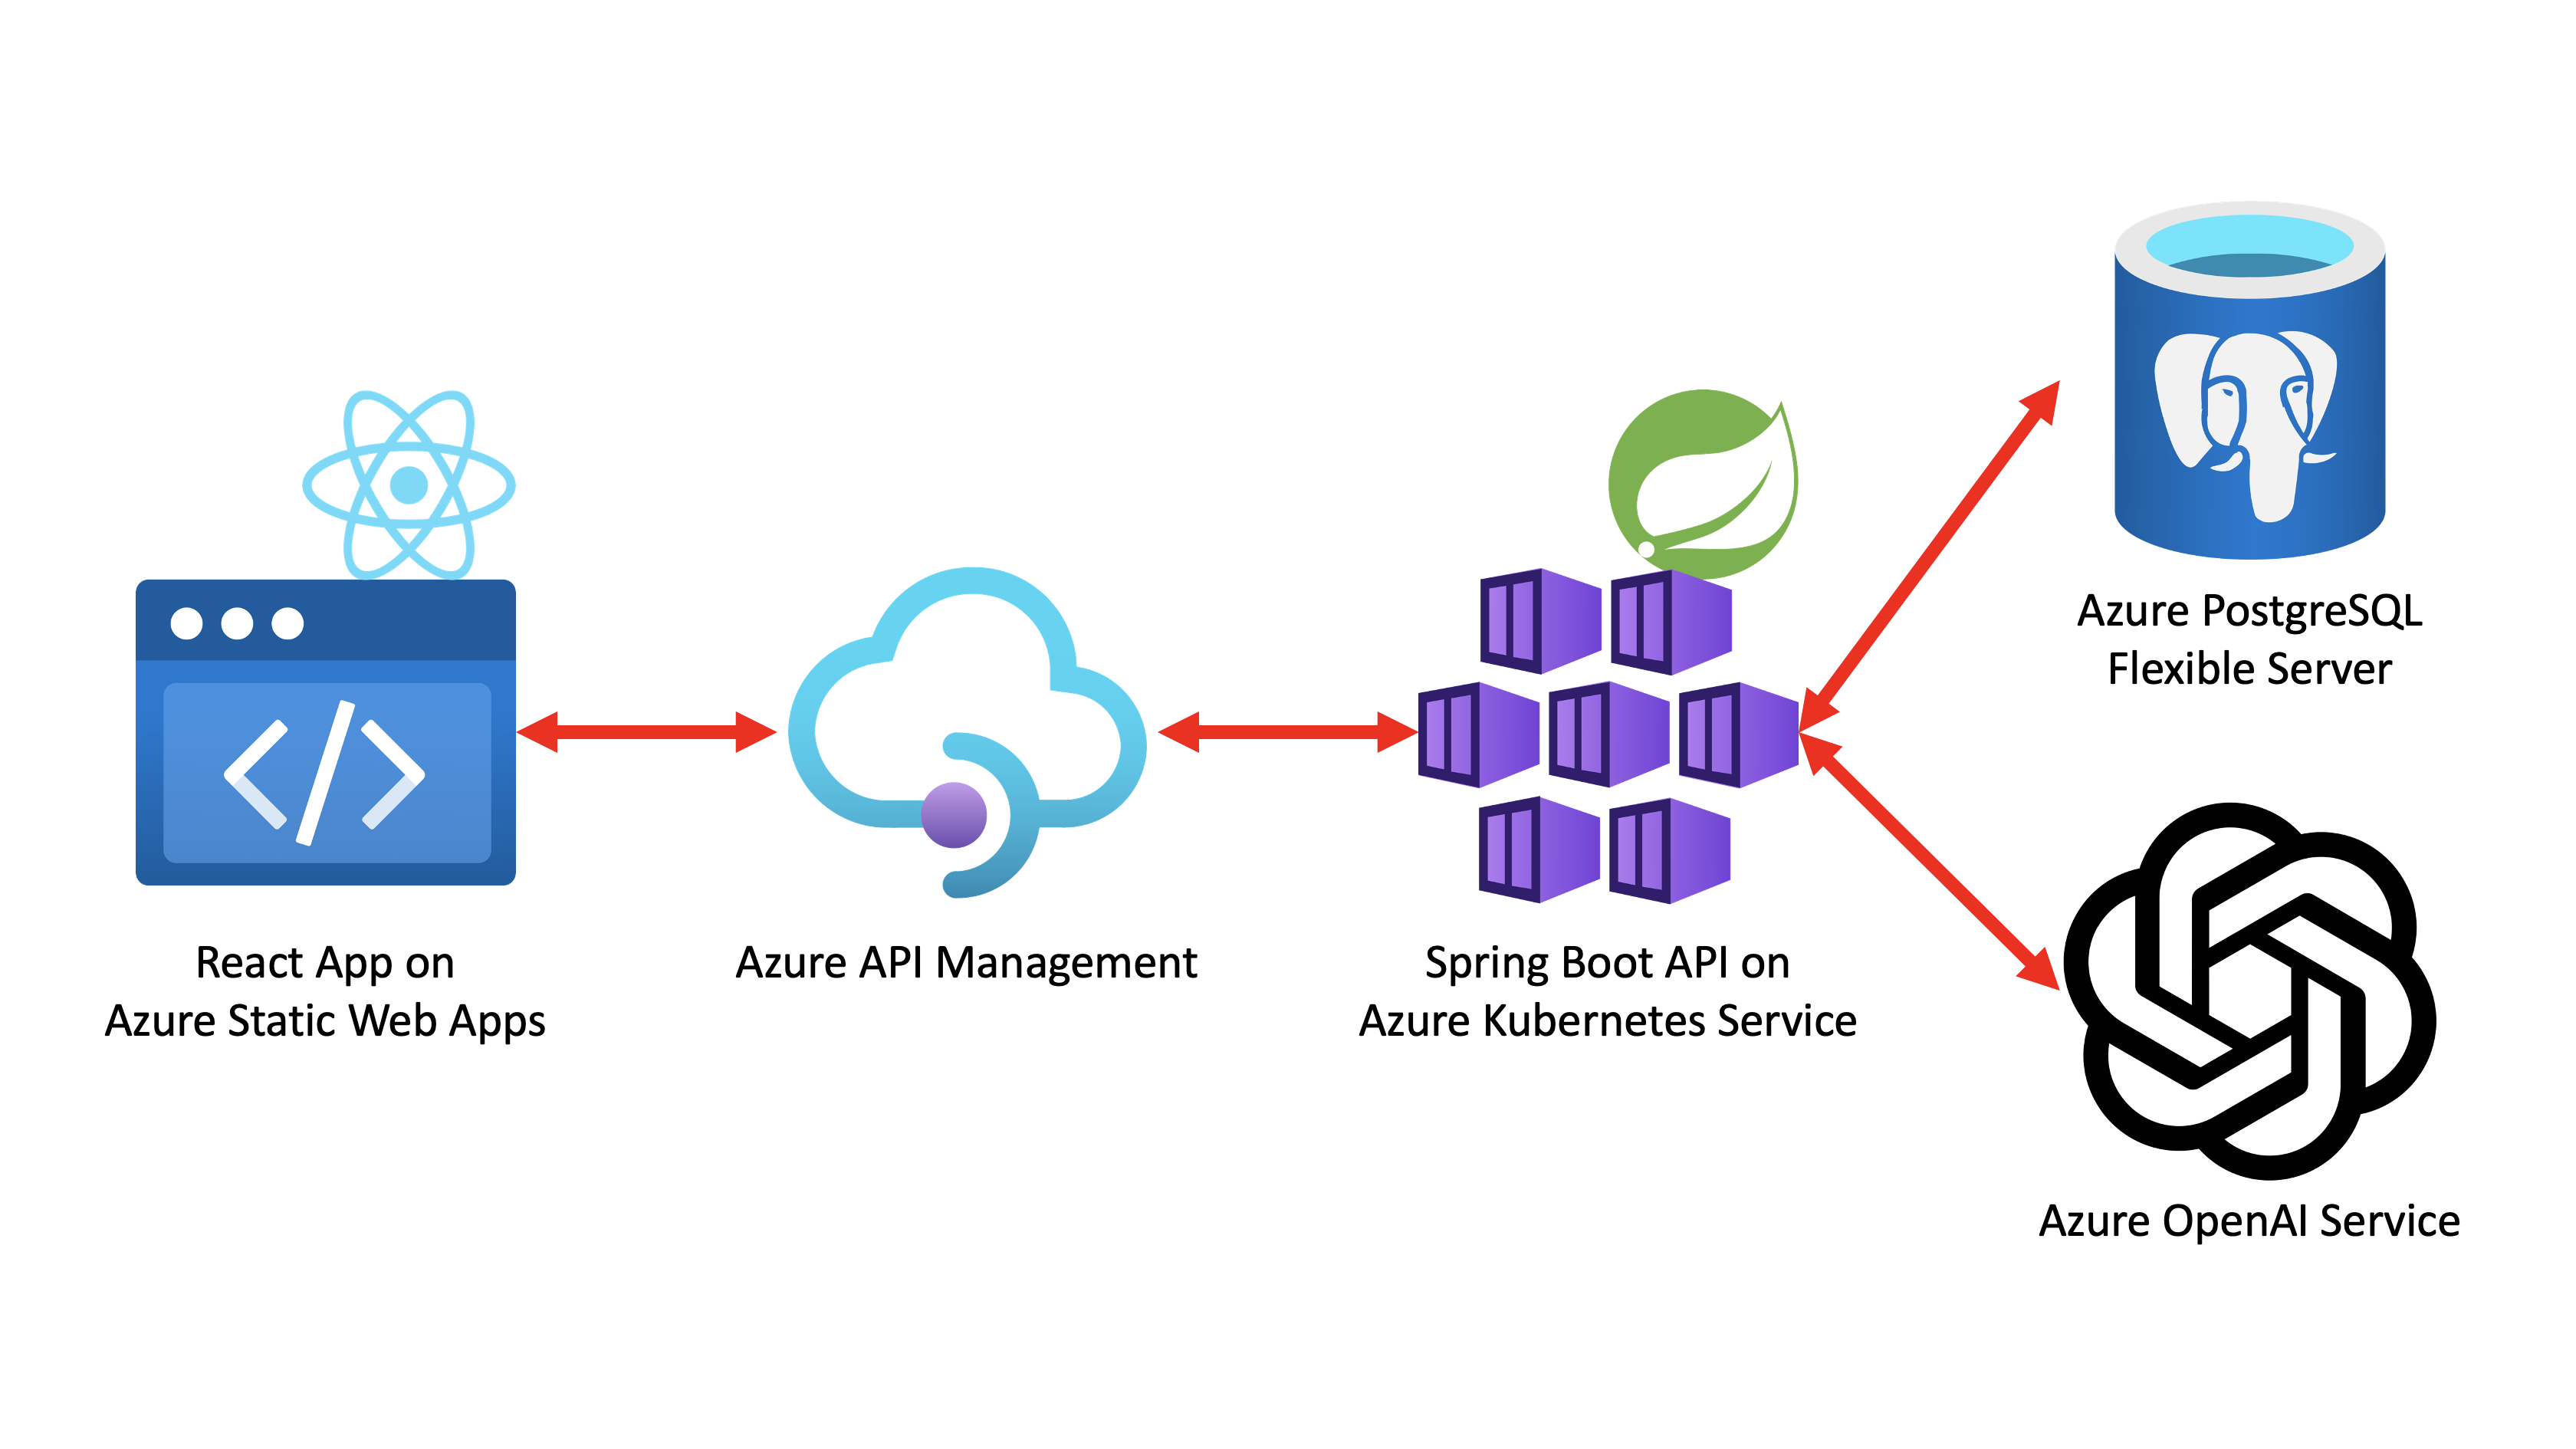 React App on
Azure Static Web Apps
Azure API Management
Spring Boot API on
Azure Kubernetes Service
Azure PostgreSQL
Flexible Server
Azure OpenAI Service